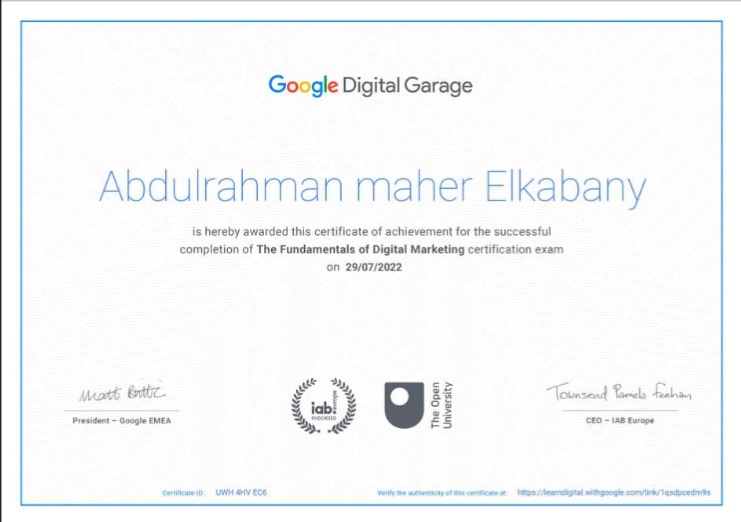 Google Digital Garage
Abdulrahman maher Elkabany
is hereby awarded this certificate of achievement for the successful
completion of The Fundamentals of Digital Marketing certification exam
on 29/07/2022
Matt Brittin
President – Google EMEA
iab europe
ENDORSED
The Open
University
Townsend Pamela Feehan
CEO – IAB Europe
Certificate ID : UWH 4HV EC6
Verify the authenticity of this certificate at: https://learndigital.withgoogle.com/link/1qsdpcedm9s